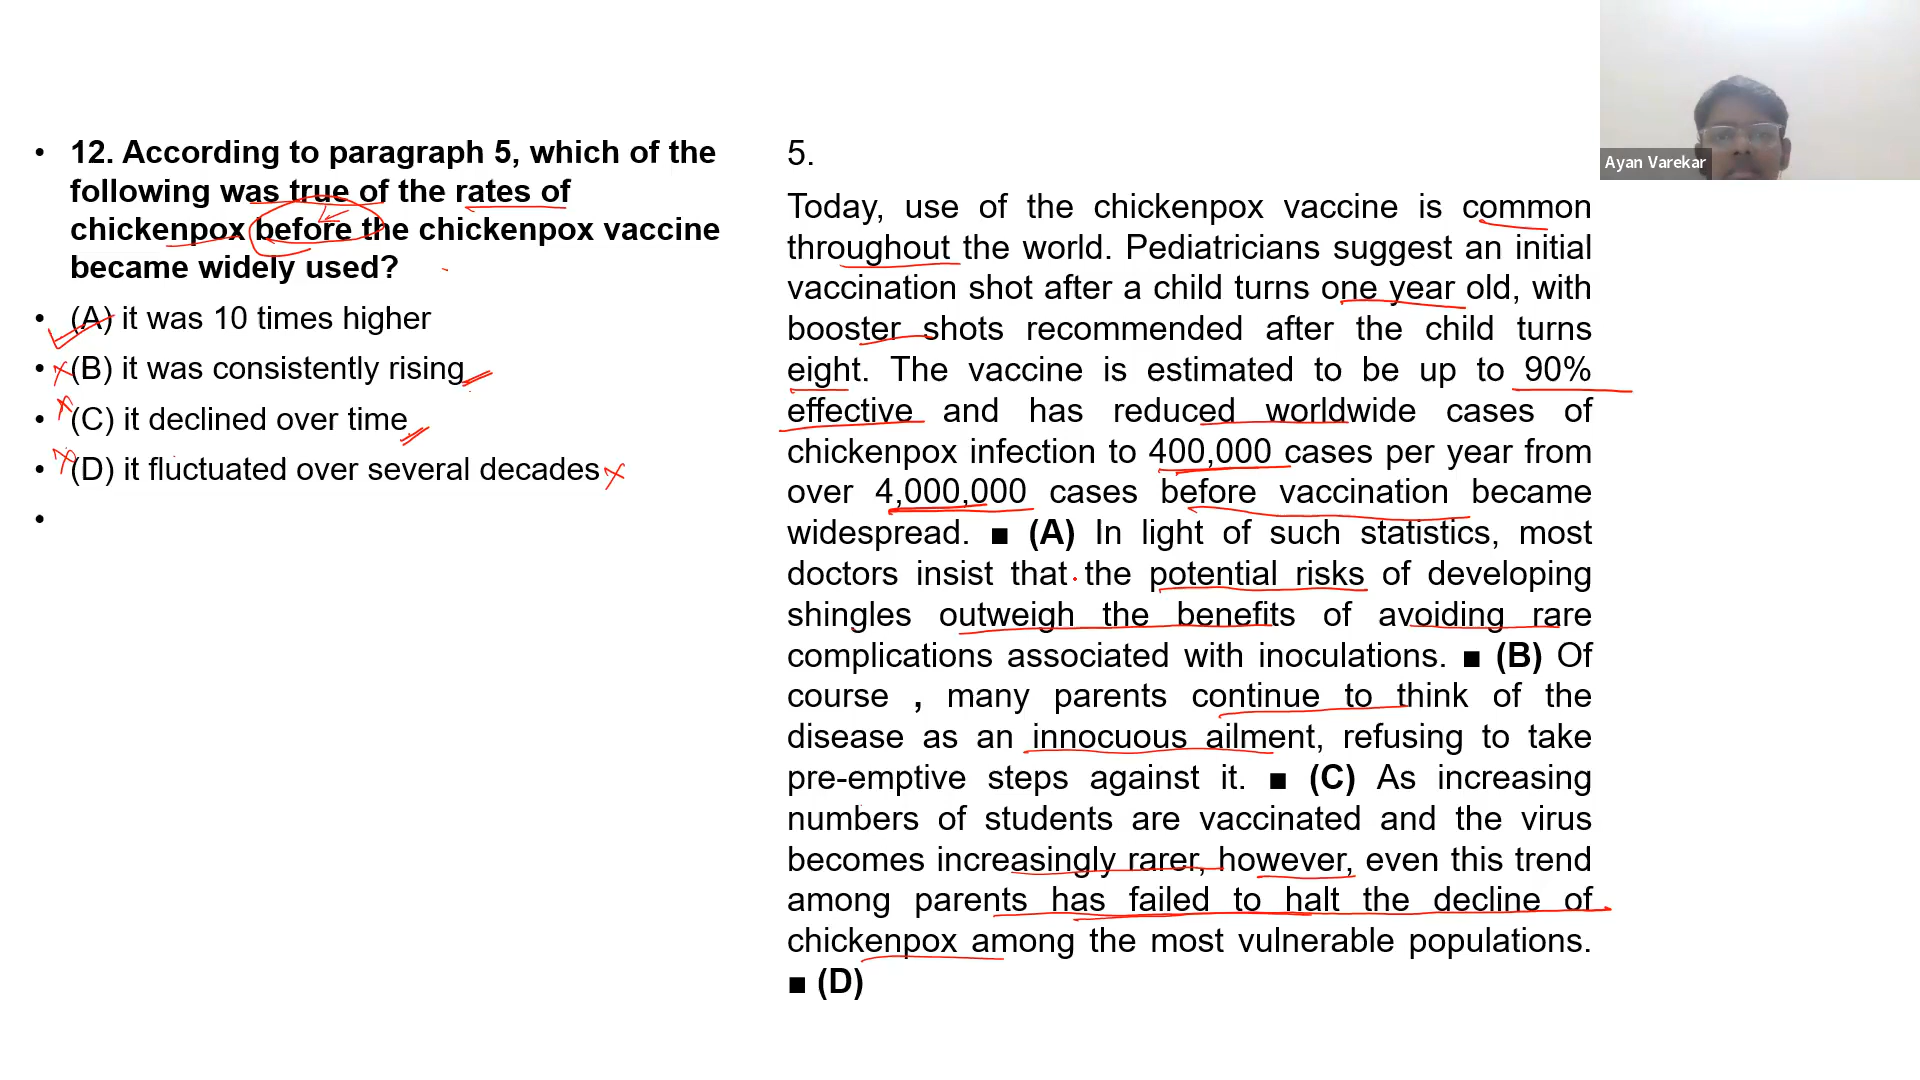 • 12. According to paragraph 5, which of the
following was true of the rates of
chickenpox before the chickenpox vaccine
became widely used?
• (A) it was 10 times higher
• (B) it was consistently rising
• (C) it declined over time
• (D) it fluctuated over several decades
•
5.
Today, use of the chickenpox vaccine is common
throughout the world. Pediatricians suggest an initial
vaccination shot after a child turns one year old, with
booster shots recommended after the child turns
eight. The vaccine is estimated to be up to 90%
effective and has reduced worldwide cases of
chickenpox infection to 400,000 cases per year from
over 4,000,000 cases before vaccination became
widespread. ■ (A) In light of such statistics, most
doctors insist that the potential risks of developing
shingles outweigh the benefits of avoiding rare
complications associated with inoculations. ■ (B) Of
course , many parents continue to think of the
disease as an innocuous ailment, refusing to take
pre-emptive steps against it. ■ (C) As increasing
numbers of students are vaccinated and the virus
becomes increasingly rarer, however, even this trend
among parents has failed to halt the decline of
chickenpox among the most vulnerable populations.
■ (D)
Ayan Varekar